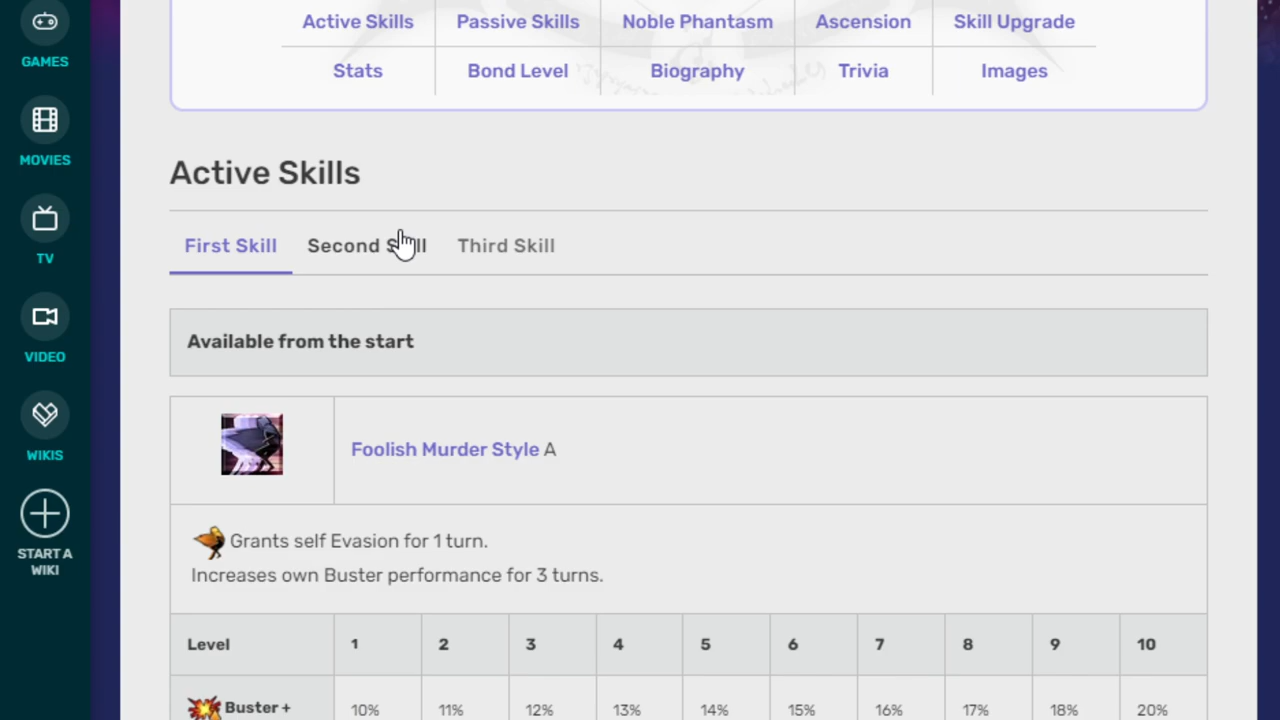 GAMES
MOVIES
TV
VIDEO
WIKIS
START A
WIKI
Active Skills Passive Skills Noble Phantasm Ascension Skill Upgrade
Stats Bond Level Biography Trivia Images
Active Skills
First Skill Second Skill Third Skill
Available from the start
Foolish Murder Style A
Grants self Evasion for 1 turn.
Increases own Buster performance for 3 turns.
Level 1 2 3 4 5 6 7 8 9 10
Buster + 10% 11% 12% 13% 14% 15% 16% 17% 18% 20%